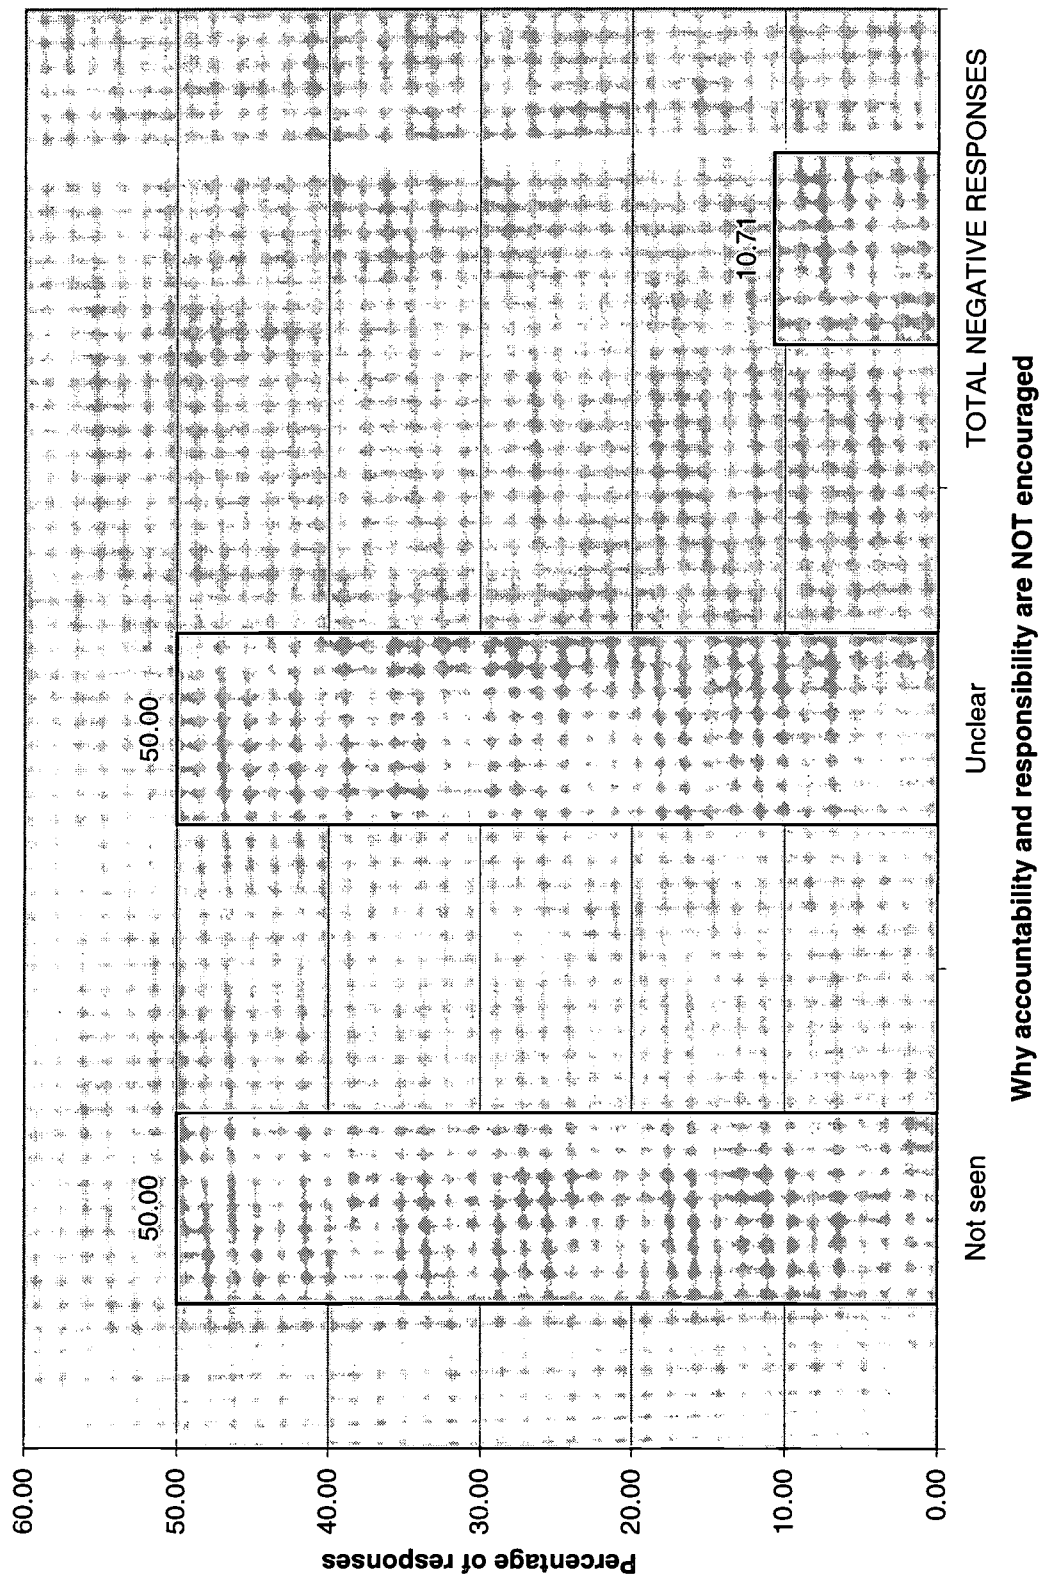 Percentage of responses
60.00
50.00
40.00
30.00
20.00
10.00
0.00
50.00
50.00
10.71
Not seen
Unclear
TOTAL NEGATIVE RESPONSES
Why accountability and responsibility are NOT encouraged